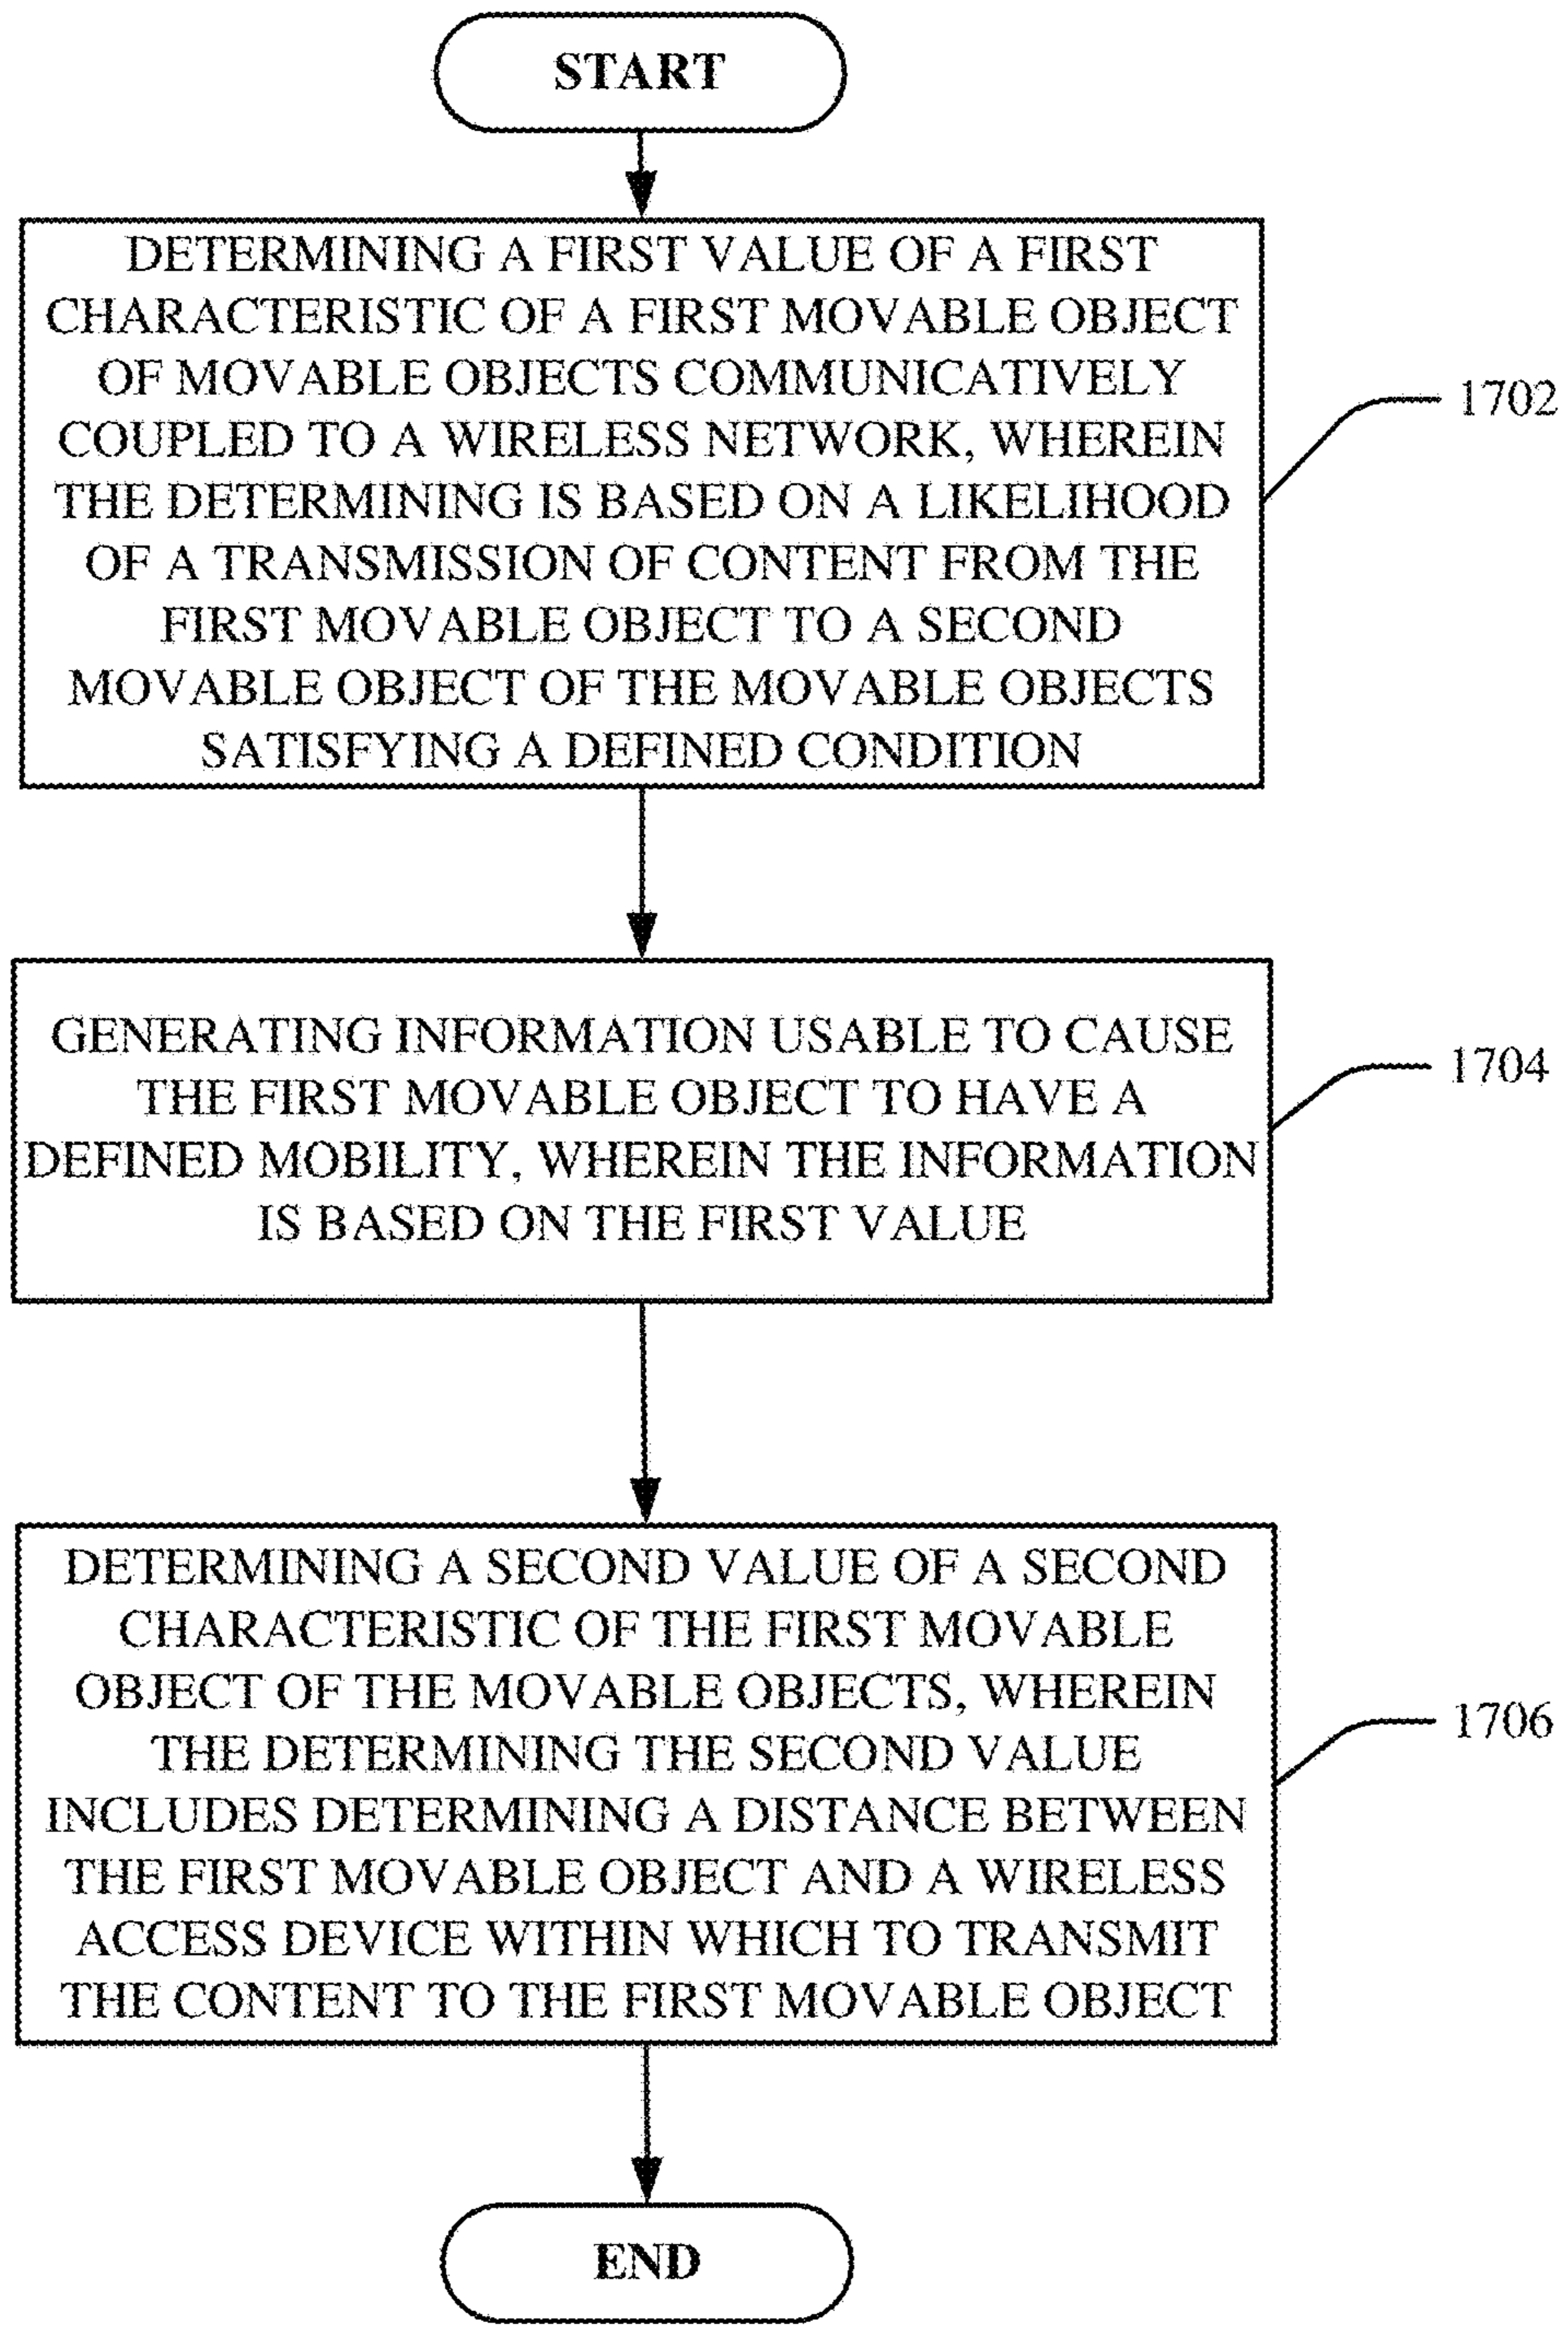 START
DETERMINING A FIRST VALUE OF A FIRST
CHARACTERISTIC OF A FIRST MOVABLE OBJECT
OF MOVABLE OBJECTS COMMUNICATIVELY
COUPLED TO A WIRELESS NETWORK, WHEREIN
THE DETERMINING IS BASED ON A LIKELIHOOD
OF A TRANSMISSION OF CONTENT FROM THE
FIRST MOVABLE OBJECT TO A SECOND
MOVABLE OBJECT OF THE MOVABLE OBJECTS
SATISFYING A DEFINED CONDITION
1702
GENERATING INFORMATION USABLE TO CAUSE
THE FIRST MOVABLE OBJECT TO HAVE A
DEFINED MOBILITY, WHEREIN THE INFORMATION
IS BASED ON THE FIRST VALUE
1704
DETERMINING A SECOND VALUE OF A SECOND
CHARACTERISTIC OF THE FIRST MOVABLE
OBJECT OF THE MOVABLE OBJECTS, WHEREIN
THE DETERMINING THE SECOND VALUE
INCLUDES DETERMINING A DISTANCE BETWEEN
THE FIRST MOVABLE OBJECT AND A WIRELESS
ACCESS DEVICE WITHIN WHICH TO TRANSMIT
THE CONTENT TO THE FIRST MOVABLE OBJECT
1706
END